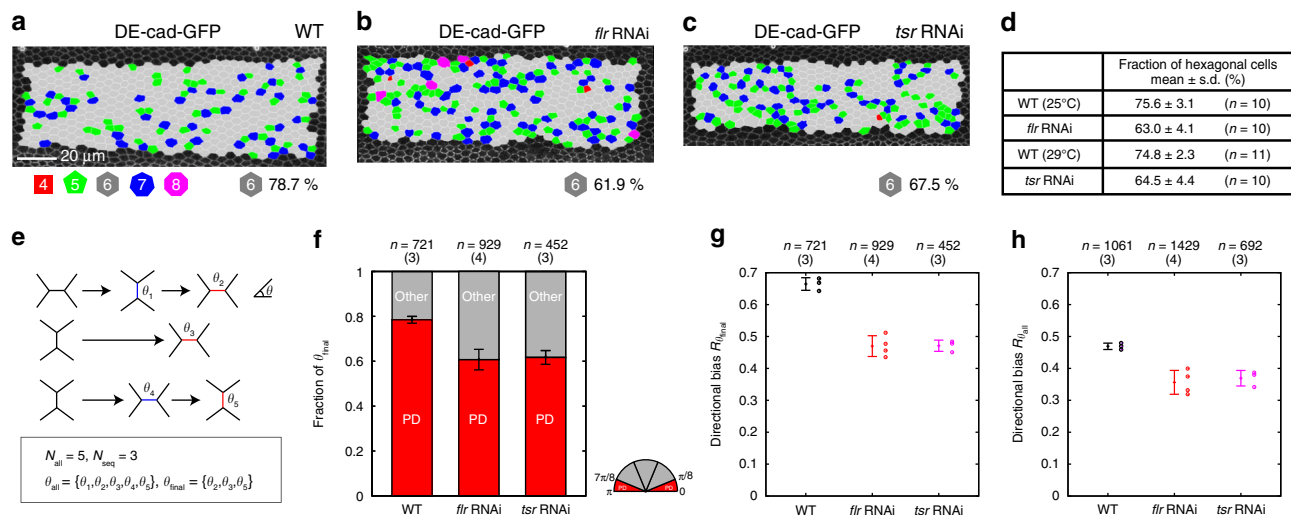 a
DE-cad-GFP
WT
20 μm
4
5
6
7
8
6
78.7 %
b
DE-cad-GFP
flr RNAi
6
61.9 %
c
DE-cad-GFP
tsr RNAi
6
67.5 %
d
Fraction of hexagonal cells
mean ± s.d. (%)
WT (25°C) 75.6 ± 3.1 (n = 10)
flr RNAi 63.0 ± 4.1 (n = 10)
WT (29°C) 74.8 ± 2.3 (n = 11)
tsr RNAi 64.5 ± 4.4 (n = 10)
e
θ1
θ2
θ
θ3
θ4
θ5
Nall = 5, Nseq = 3
θall = {θ1,θ2,θ3,θ4,θ5}, θfinal = {θ2,θ3,θ5}
f
n = 721 n = 929 n = 452
(3) (4) (3)
Fraction of θfinal
1
0.8
0.6
0.4
0.2
0
Other Other Other
PD PD PD
WT flr RNAi tsr RNAi
7π/8 π/8
π PD PD 0
g
n = 721 n = 929 n = 452
(3) (4) (3)
Directional bias Rθfinal
0.7
0.6
0.5
0.4
0.3
0.2
0.1
0
WT flr RNAi tsr RNAi
h
n = 1061 n = 1429 n = 692
(3) (4) (3)
Directional bias Rθall
0.7
0.6
0.5
0.4
0.3
0.2
0.1
0
WT flr RNAi tsr RNAi